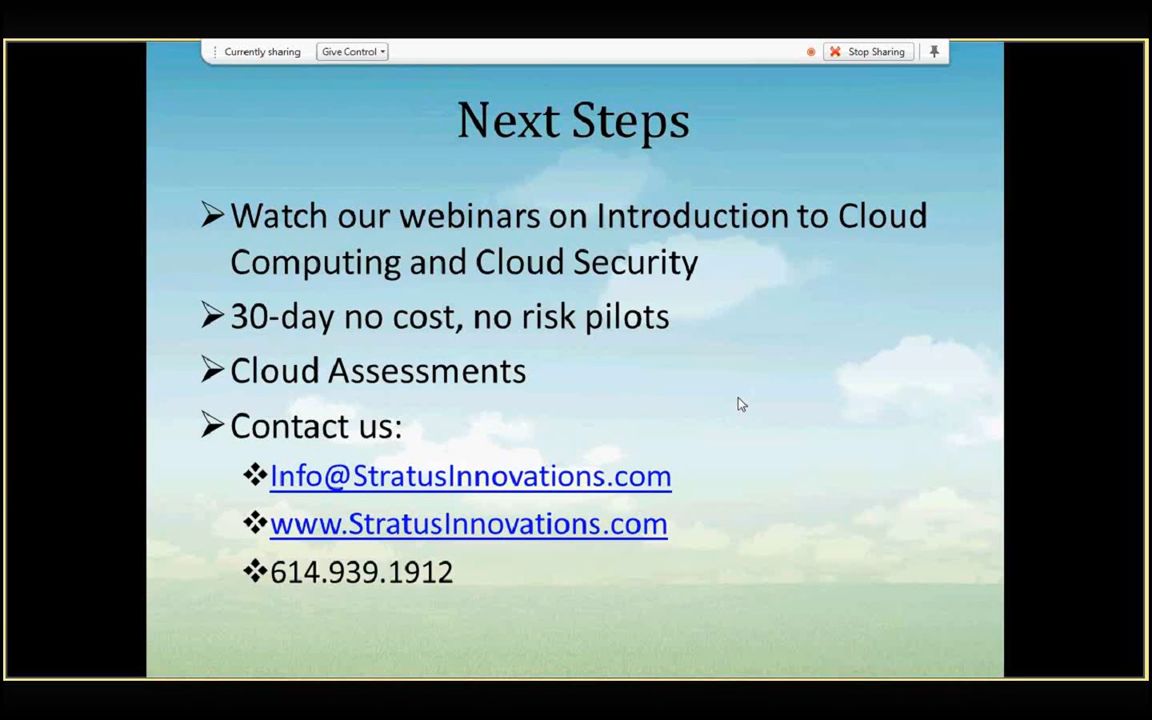 Currently sharing Give Control Stop Sharing
Next Steps
Watch our webinars on Introduction to Cloud
Computing and Cloud Security
30-day no cost, no risk pilots
Cloud Assessments
Contact us:
Info@StratusInnovations.com
www.StratusInnovations.com
614.939.1912